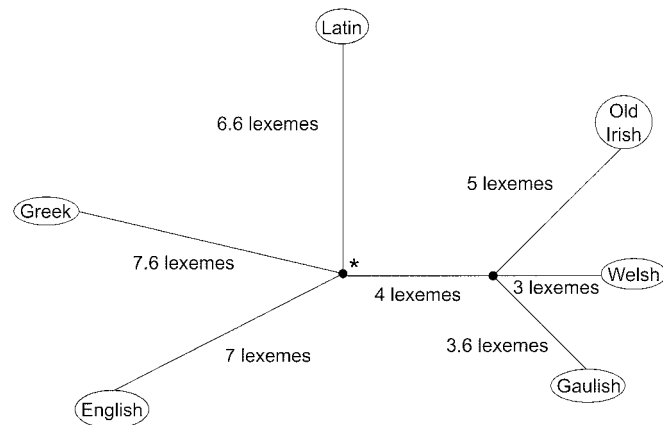 Latin
6.6 lexemes
Old
Irish
5 lexemes
Greek
7.6 lexemes
*
4 lexemes
3 lexemes
Welsh
7 lexemes
3.6 lexemes
Gaulish
English